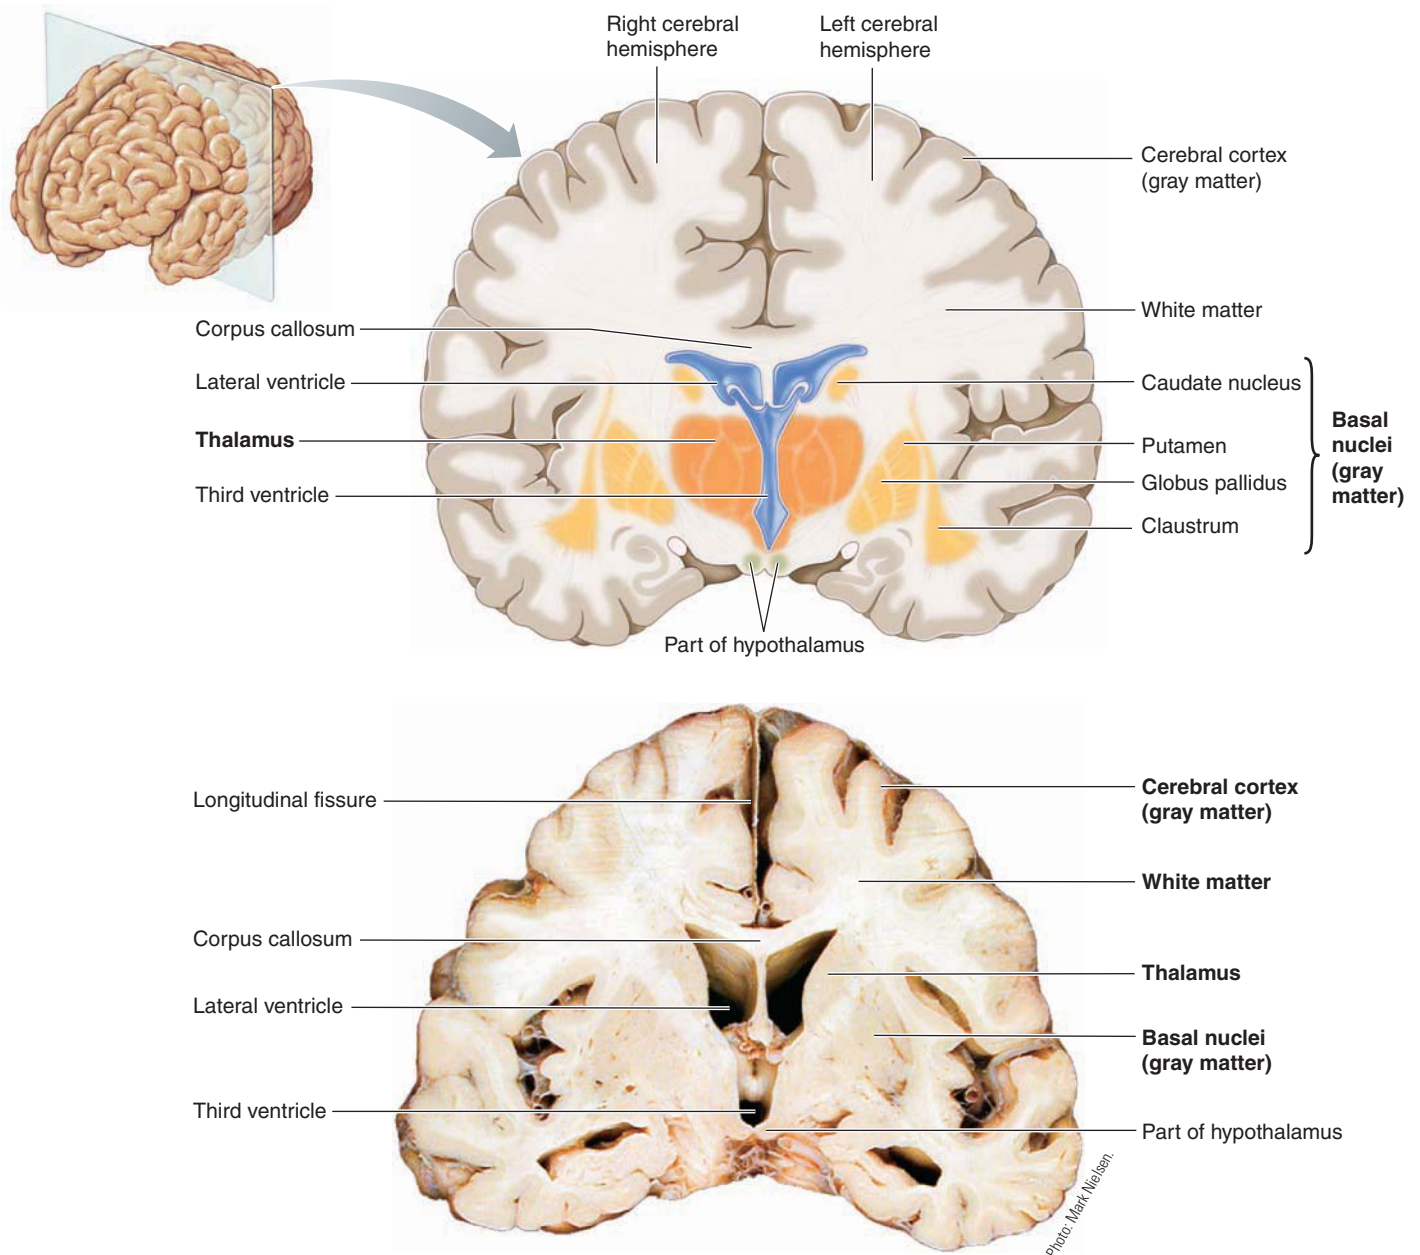 Right cerebral
hemisphere
Left cerebral
hemisphere
Cerebral cortex
(gray matter)
Corpus callosum
White matter
Lateral ventricle
Caudate nucleus
Thalamus
Putamen
Basal
nuclei
(gray
matter)
Third ventricle
Globus pallidus
Claustrum
Part of hypothalamus
Longitudinal fissure
Cerebral cortex
(gray matter)
White matter
Corpus callosum
Thalamus
Lateral ventricle
Basal nuclei
(gray matter)
Third ventricle
Part of hypothalamus
Photo: Mark Nielsen.